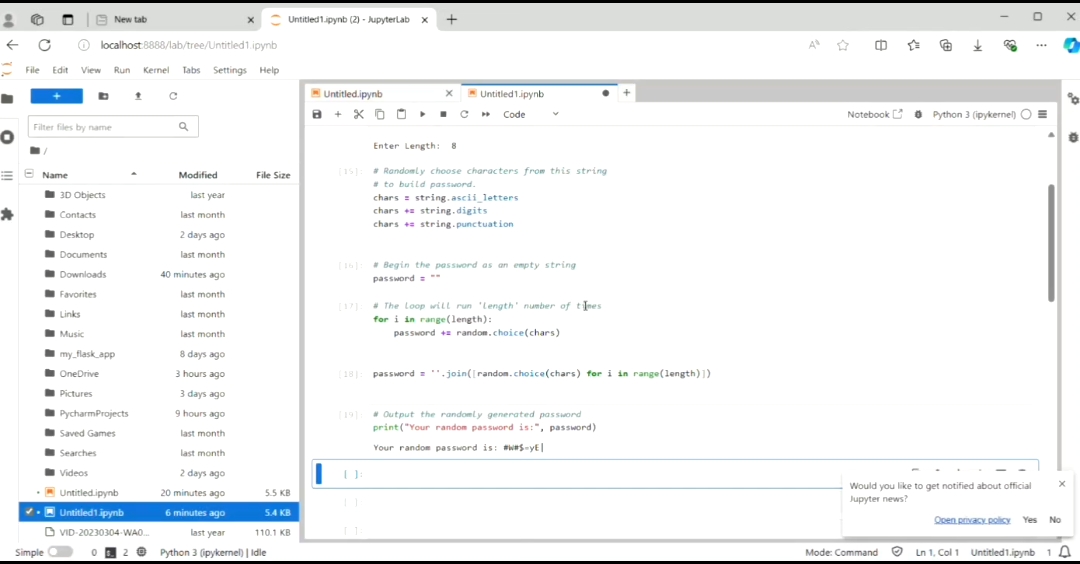 New tab
Untitled1.ipynb (2) - JupyterLab
localhost:8888/lab/tree/Untitled1.ipynb
File Edit View Run Kernel Tabs Settings Help
Untitled.ipynb
Untitled1.ipynb
Filter files by name
Code
Notebook
Python 3 (ipykernel)
/
Name Modified File Size
3D Objects last year
Contacts last month
Desktop 2 days ago
Documents last month
Downloads 40 minutes ago
Favorites last month
Links last month
Music last month
my_flask_app 8 days ago
OneDrive 3 hours ago
Pictures 3 days ago
PycharmProjects 9 hours ago
Saved Games last month
Searches last month
Videos 2 days ago
Untitled.ipynb 20 minutes ago 5.5 KB
Untitled1.ipynb 6 minutes ago 5.4 KB
VID-20230304-WA0... last year 110.1 KB
Enter Length: 8
[15]: # Randomly choose characters from this string
# to build password.
chars = string.ascii_letters
chars += string.digits
chars += string.punctuation
[16]: # Begin the password as an empty string
password = ""
[17]: # The loop will run 'length' number of times
for i in range(length):
password += random.choice(chars)
[18]: password = ''.join([random.choice(chars) for i in range(length)])
[19]: # Output the randomly generated password
print("Your random password is:", password)
Your random password is: #W#$=yE|
[ ]:
[ ]
[ ]
Would you like to get notified about official
Jupyter news?
Open privacy policy Yes No
Simple 0 2 Python 3 (ipykernel) | Idle
Mode: Command Ln 1, Col 1 Untitled1.ipynb 1